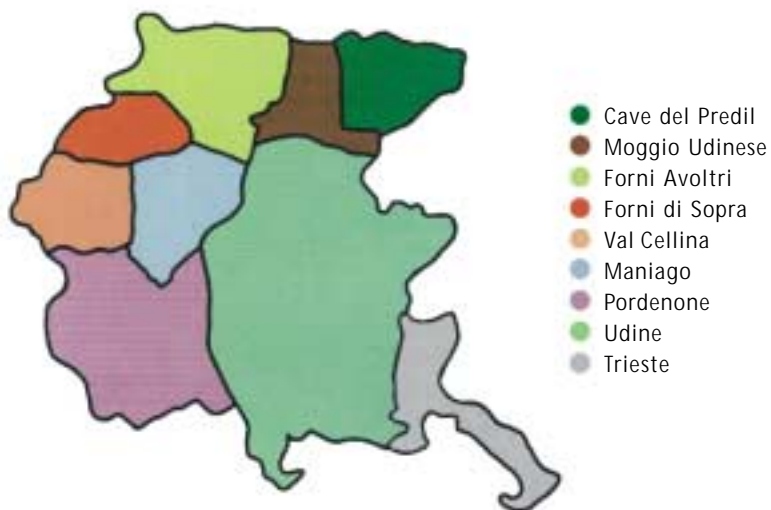 Cave del Predil
Moggio Udinese
Forni Avoltri
Forni di Sopra
Val Cellina
Maniago
Pordenone
Udine
Trieste